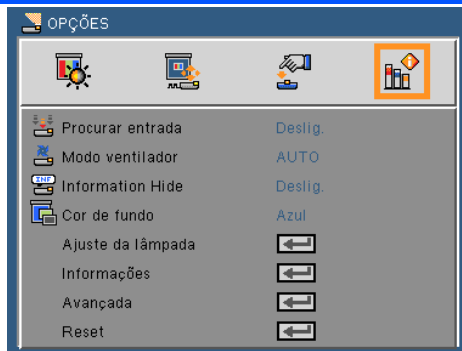 OPÇÕES
Procurar entrada Deslig.
Modo ventilador AUTO
INF Information Hide Deslig.
Cor de fundo Azul
Ajuste da lâmpada
Informações
Avançada
Reset